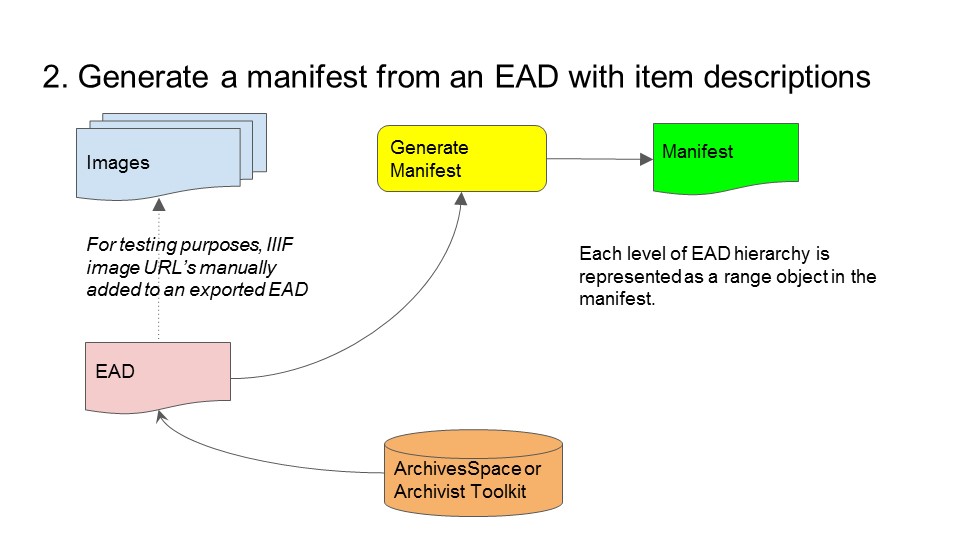 2. Generate a manifest from an EAD with item descriptions
Images
Generate
Manifest
Manifest
For testing purposes, IIIF
image URL's manually
added to an exported EAD
Each level of EAD hierarchy is
represented as a range object in the
manifest.
EAD
ArchivesSpace or
Archivist Toolkit